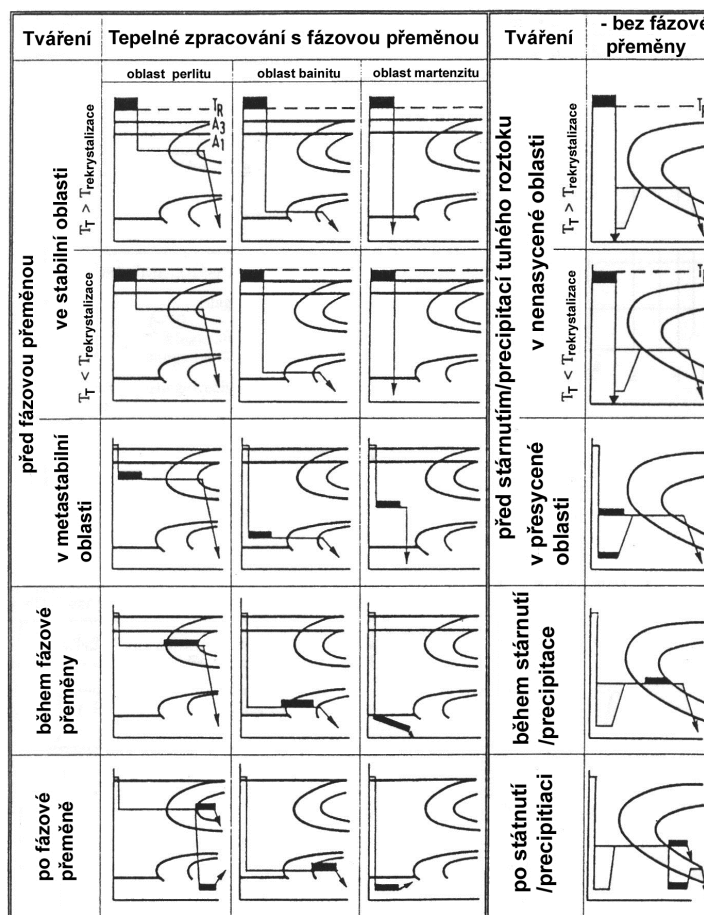 Tváření
Tepelné zpracování s fázovou přeměnou
oblast perlitu
oblast bainitu
oblast martenzitu
před fázovou přeměnou
ve stabilní oblasti
T_T > T_rekrystalizace
T_R
A_3
A_1
T_T < T_rekrystalizace
v metastabilní
oblasti
během fázové
přeměny
po fázové
přeměně
Tváření
- bez fázové
přeměny
před stárnutím/precipitací tuhého roztoku
v nenasycené oblasti
T_T > T_rekrystalizace
T_T < T_rekrystalizace
v přesycené
oblasti
během stárnutí
/precipitace
po státnutí
/precipitiaci